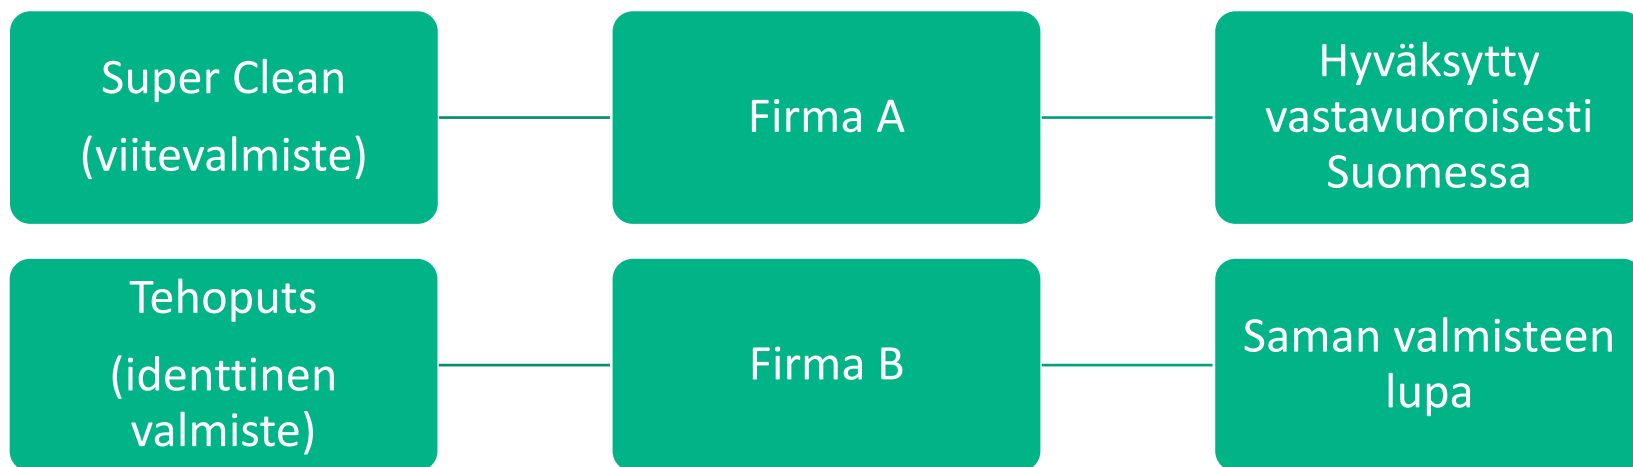 Super Clean
(viitevalmiste)
Firma A
Hyväksytty
vastavuoroisesti
Suomessa
Tehoputs
(identtinen
valmiste)
Firma B
Saman valmisteen
lupa